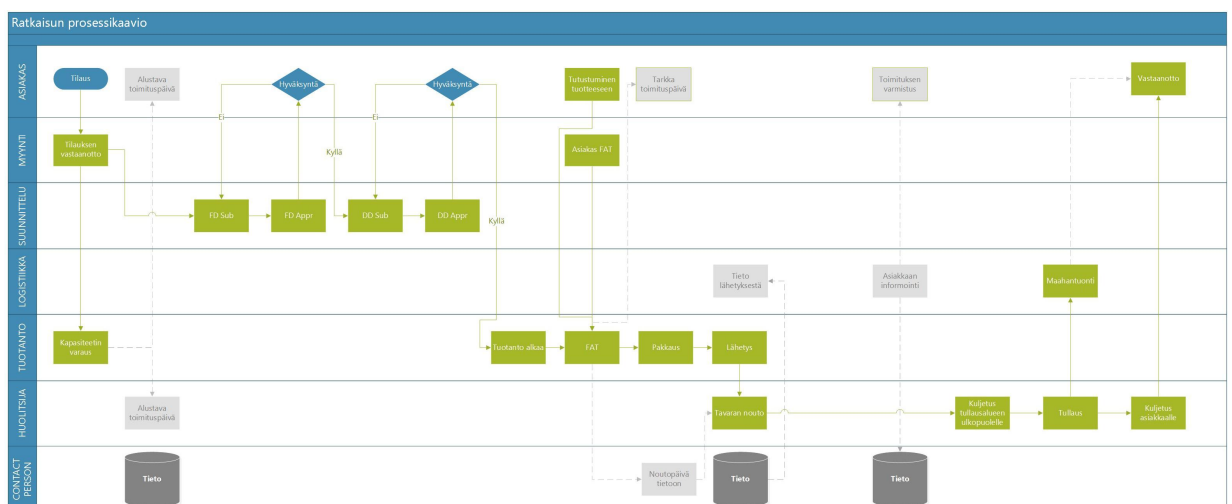 Ratkaisun prosessikaavio
ASIAKAS
Tilaus
Alustava
toimituspäivä
Hyväksyntä
Hyväksyntä
Tutustuminen
tuotteeseen
Tarkka
toimituspäivä
Toimituksen
varmistus
Vastaanotto
Ei
Ei
MYYNTI
Tilauksen
vastaanotto
Kyllä
Asiakas FAT
SUUNNITTELU
FD Sub
FD Appr
DD Sub
DD Appr
Kyllä
LOGISTIIKKA
Tieto
lähetyksestä
Asiakkaan
informointi
Maahantuonti
TUOTANTO
Kapasiteetin
varaus
Tuotanto alkaa
FAT
Pakkaus
Lähetys
HUOLITSIJA
Alustava
toimituspäivä
Tavaran nouto
Kuljetus
tullausalueen
ulkopuolelle
Tullaus
Kuljetus
asiakkaalle
CONTACT
PERSON
Tieto
Noutopäivä
tietoon
Tieto
Tieto